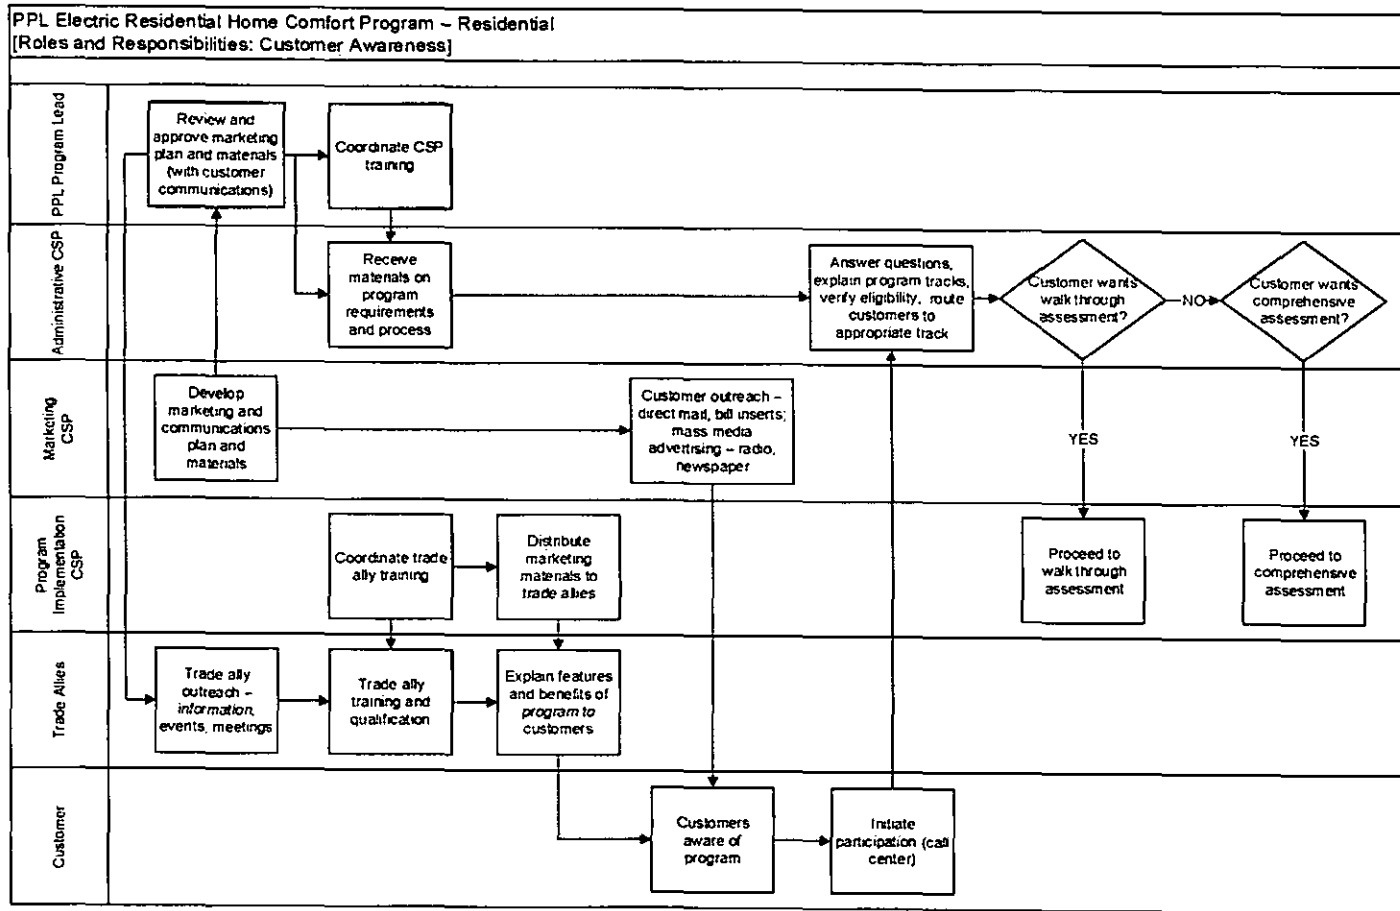 PPL Electric Residential Home Comfort Program – Residential
[Roles and Responsibilities: Customer Awareness]
PPL Program Lead
Review and
approve marketing
plan and materials
(with customer
communications)
Coordinate CSP
training
Administrative CSP
Receive
materials on
program
requirements
and process
Answer questions,
explain program tracks,
verify eligibility, route
customers to
appropriate track
Customer wants
walk through
assessment?
NO
Customer wants
comprehensive
assessment?
Marketing
CSP
Develop
marketing and
communications
plan and
materials
Customer outreach –
direct mail, bill inserts;
mass media
advertising – radio,
newspaper
YES
YES
Program
Implementation
CSP
Coordinate trade
ally training
Distribute
marketing
materials to
trade allies
Proceed to
walk through
assessment
Proceed to
comprehensive
assessment
Trade Allies
Trade ally
outreach –
information,
events, meetings
Trade ally
training and
qualification
Explain features
and benefits of
program to
customers
Customer
Customers
aware of
program
Initiate
participation (call
center)